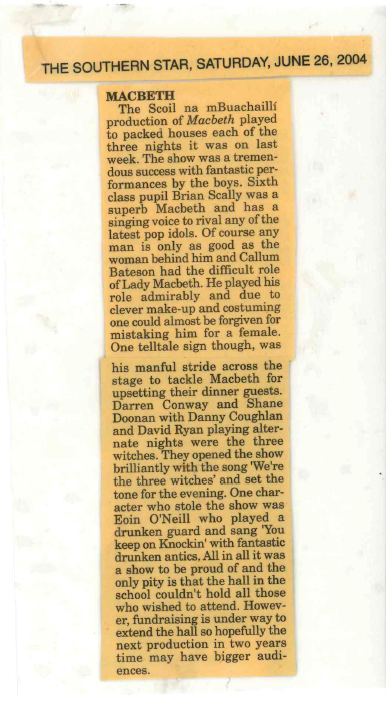 THE SOUTHERN STAR, SATURDAY, JUNE 26, 2004
MACBETH
The Scoil na mBuachaillí
production of Macbeth played
to packed houses each of the
three nights it was on last
week. The show was a tremen-
dous success with fantastic per-
formances by the boys. Sixth
class pupil Brian Scally was a
superb Macbeth and has a
singing voice to rival any of the
latest pop idols. Of course any
man is only as good as the
woman behind him and Callum
Bateson had the difficult role
of Lady Macbeth. He played his
role admirably and due to
clever make-up and costuming
one could almost be forgiven for
mistaking him for a female.
One telltale sign though, was
his manful stride across the
stage to tackle Macbeth for
upsetting their dinner guests.
Darren Conway and Shane
Doonan with Danny Coughlan
and David Ryan playing alter-
nate nights were the three
witches. They opened the show
brilliantly with the song 'We're
the three witches' and set the
tone for the evening. One char-
acter who stole the show was
Eoin O'Neill who played a
drunken guard and sang 'You
keep on Knockin' with fantastic
drunken antics. All in all it was
a show to be proud of and the
only pity is that the hall in the
school couldn't hold all those
who wished to attend. Howev-
er, fundraising is under way to
extend the hall so hopefully the
next production in two years
time may have bigger audi-
ences.